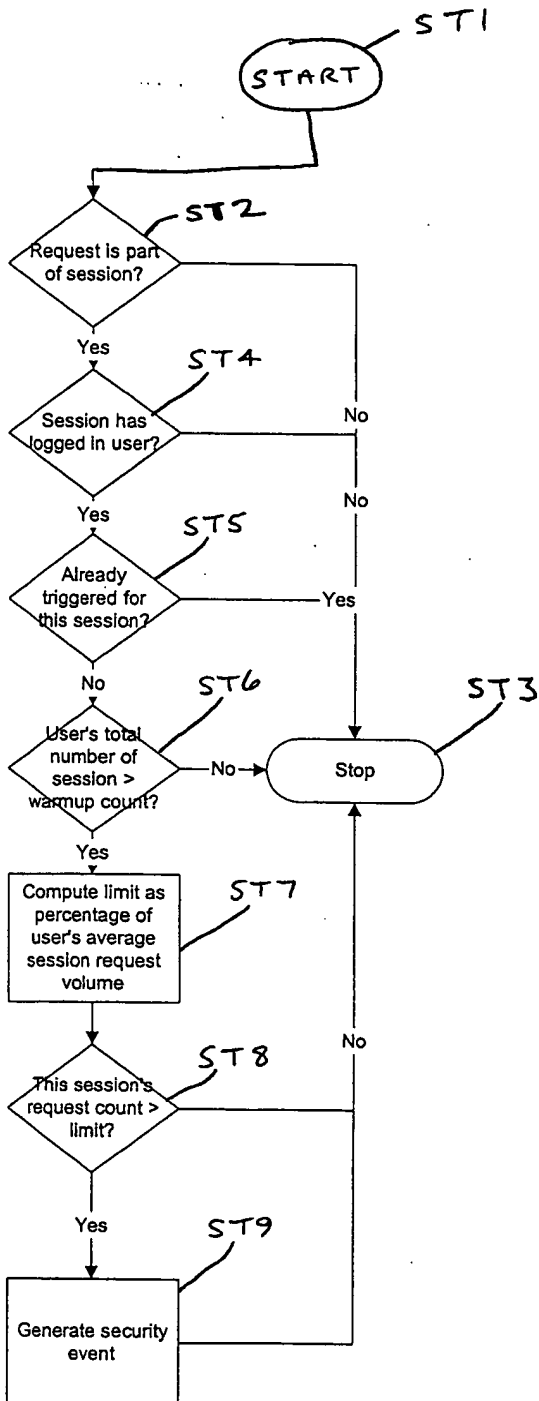 ST1
START
ST2
Request is part
of session?
Yes
ST4
No
Session has
logged in user?
No
Yes
ST5
Already
triggered for
this session?
Yes
No
ST6
ST3
User's total
number of
session >
warmup count?
No
Stop
Yes
Compute limit as
percentage of
user's average
session request
volume
ST7
No
ST8
This session's
request count >
limit?
Yes
ST9
Generate security
event